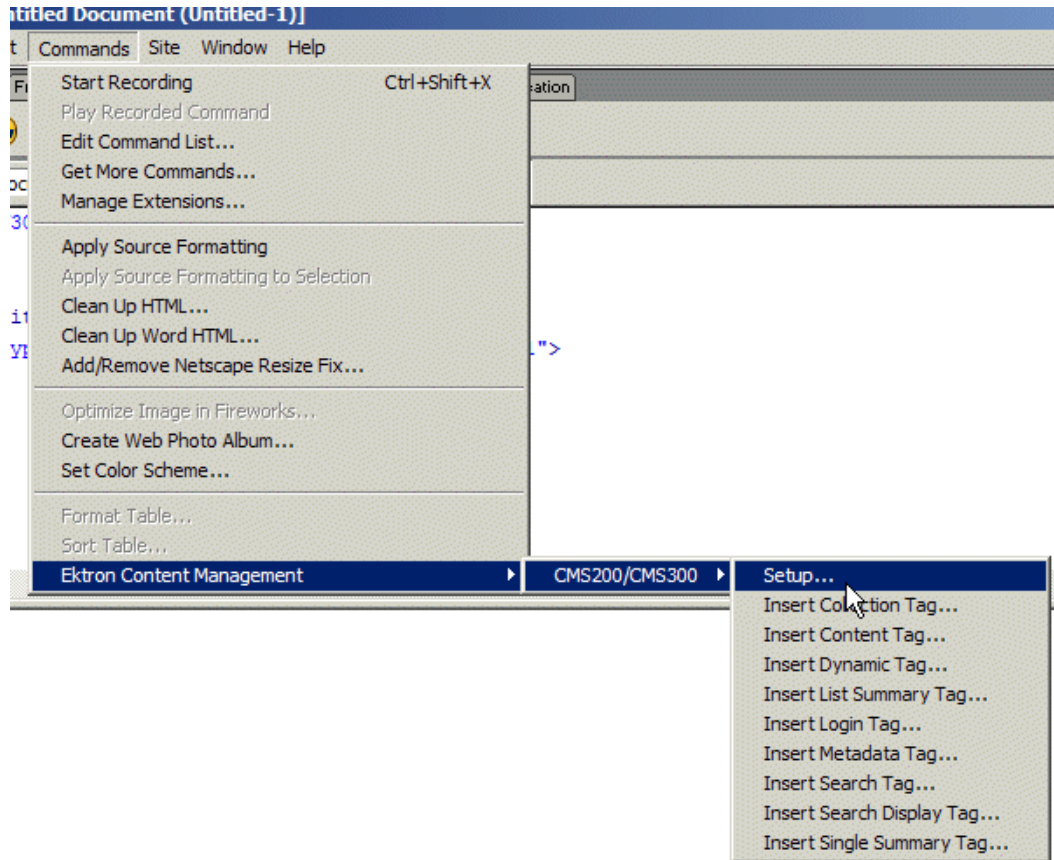 ntitled Document (Untitled-1)]
t Commands Site Window Help
Start Recording Ctrl+Shift+X
Play Recorded Command
Edit Command List...
Get More Commands...
Manage Extensions...
Apply Source Formatting
Apply Source Formatting to Selection
Clean Up HTML...
Clean Up Word HTML...
Add/Remove Netscape Resize Fix...
">
Optimize Image in Fireworks...
Create Web Photo Album...
Set Color Scheme...
Format Table...
Sort Table...
Ektron Content Management CMS200/CMS300 Setup...
Insert Collection Tag...
Insert Content Tag...
Insert Dynamic Tag...
Insert List Summary Tag...
Insert Login Tag...
Insert Metadata Tag...
Insert Search Tag...
Insert Search Display Tag...
Insert Single Summary Tag...